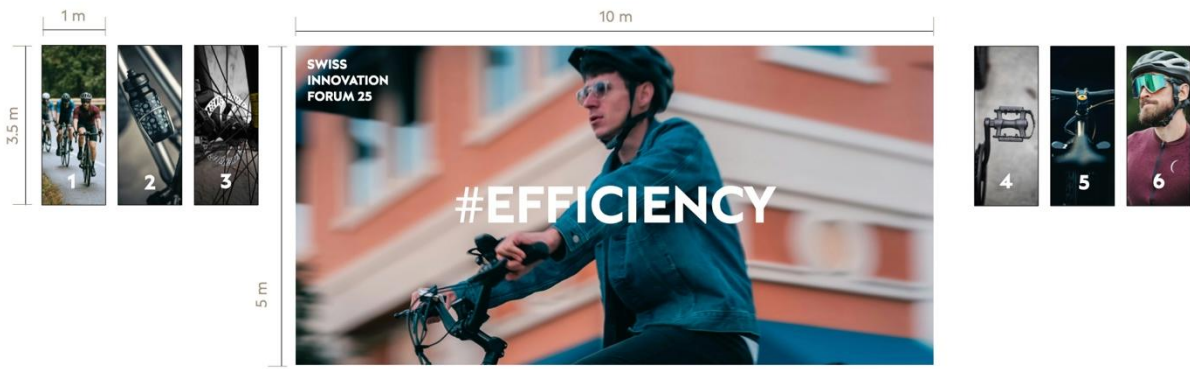 1 m
10 m
3.5 m
1
2
3
SWISS
INNOVATION
FORUM 25
#EFFICIENCY
5 m
4
5
6